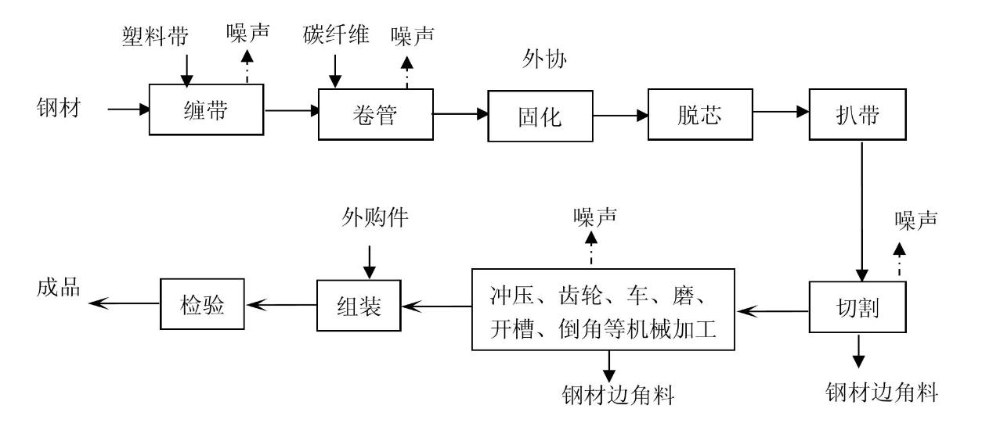 塑料带
噪声
碳纤维
噪声
外协
钢材
缠带
卷管
固化
脱芯
扒带
外购件
噪声
噪声
成品
检验
组装
冲压、齿轮、车、磨、
开槽、倒角等机械加工
切割
钢材边角料
钢材边角料